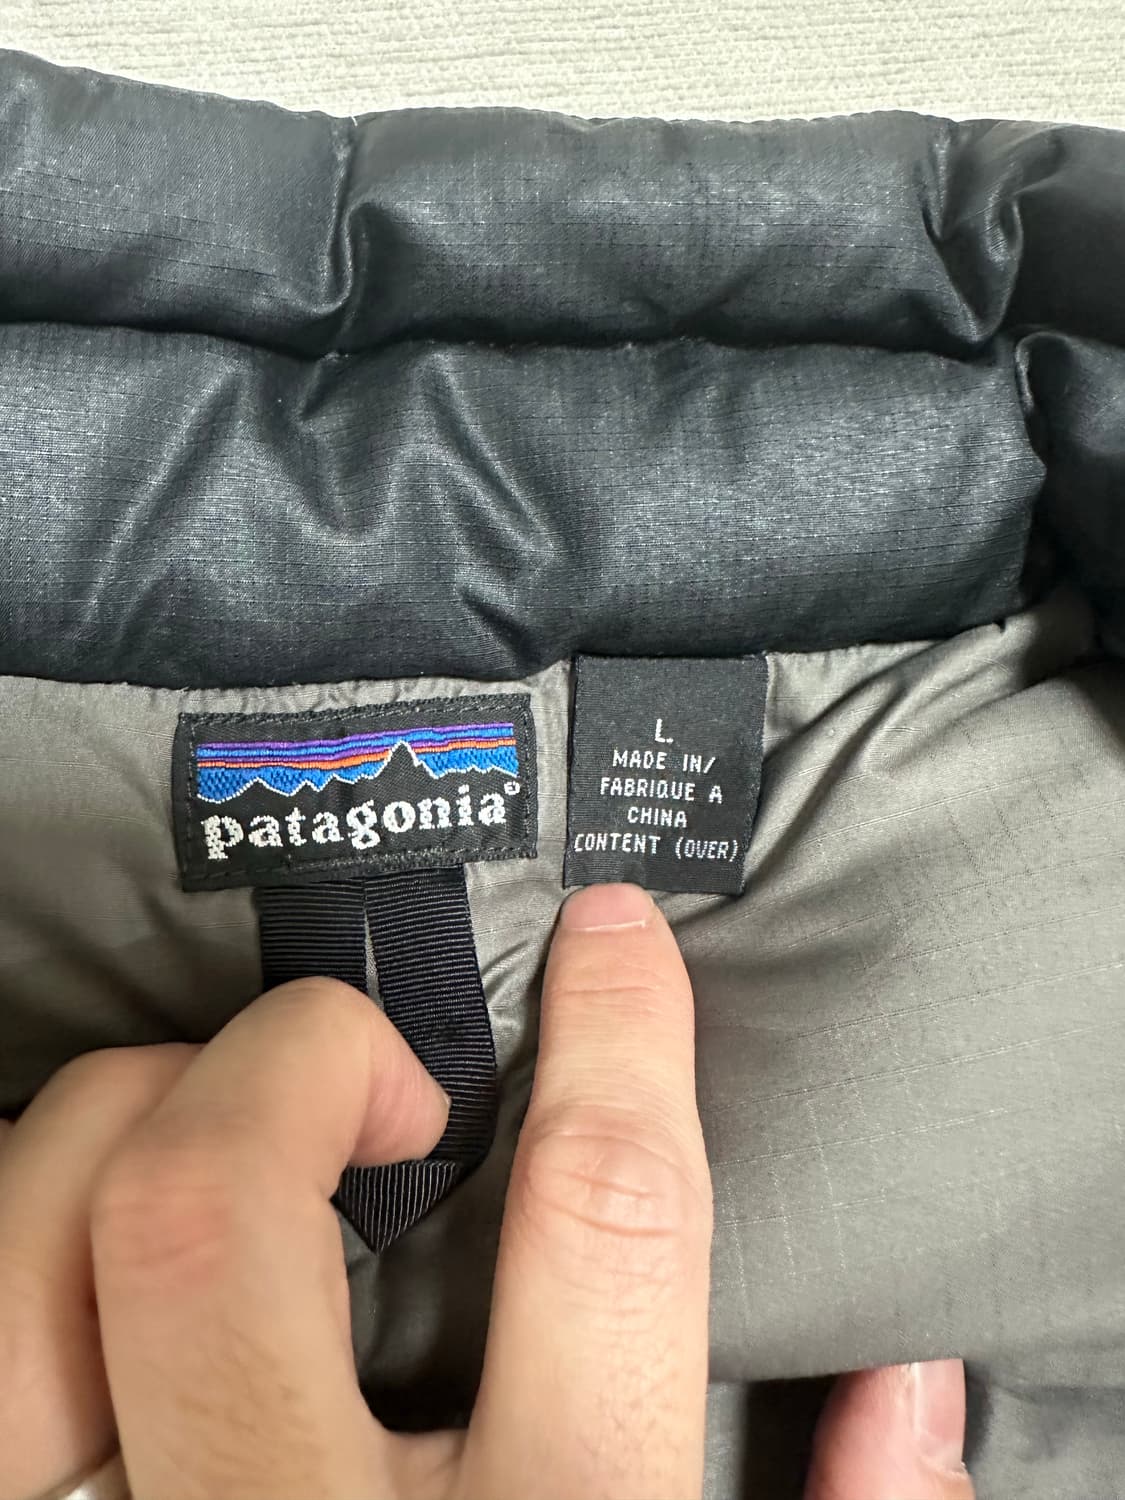 patagonia®
L.
MADE IN/
FABRIQUE A
CHINA
CONTENT (OVER)